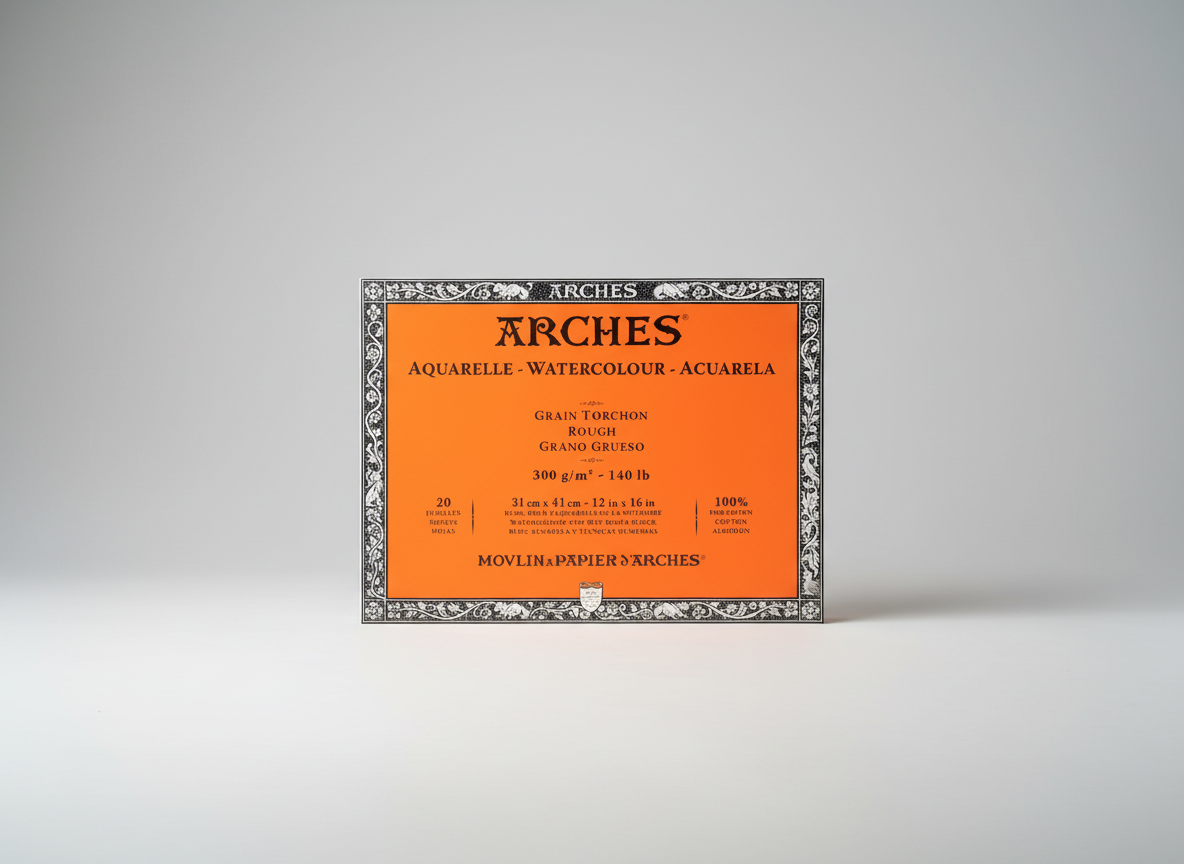 ARCHES
ARCHES®
AQUARELLE - WATERCOLOUR - ACUARELA
GRAIN TORCHON
ROUGH
GRANO GRUESO
300 g/m² - 140 lb
20
31 cm x 41 cm - 12 in x 16 in
100%
MOVLIN A PAPIER D'ARCHES®